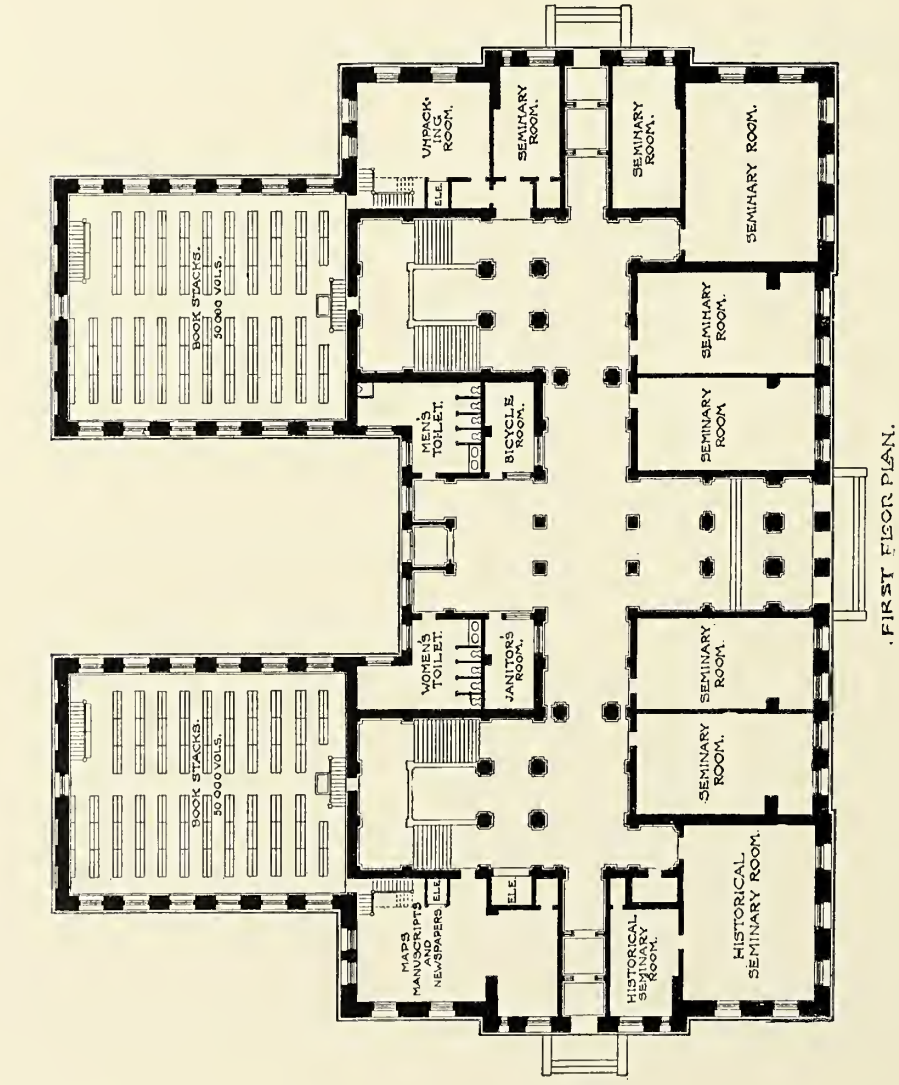 UNPACK-
ING
ROOM.
SEMINARY
ROOM.
SEMINARY
ROOM.
SEMINARY ROOM.
ELE.
BOOK STACKS.
50 000 VOLS.
SEMINARY
ROOM.
SEMINARY
ROOM
MEN'S
TOILET.
BICYCLE
ROOM.
WOMEN'S
TOILET.
JANITOR'S
ROOM.
SEMINARY
ROOM.
SEMINARY
ROOM.
BOOK STACKS.
50 000 VOLS.
ELE.
ELE.
MAPS
MANUSCRIPTS
AND
NEWSPAPERS
HISTORICAL
SEMINARY
ROOM.
HISTORICAL
SEMINARY ROOM.
. FIRST FLOOR PLAN.